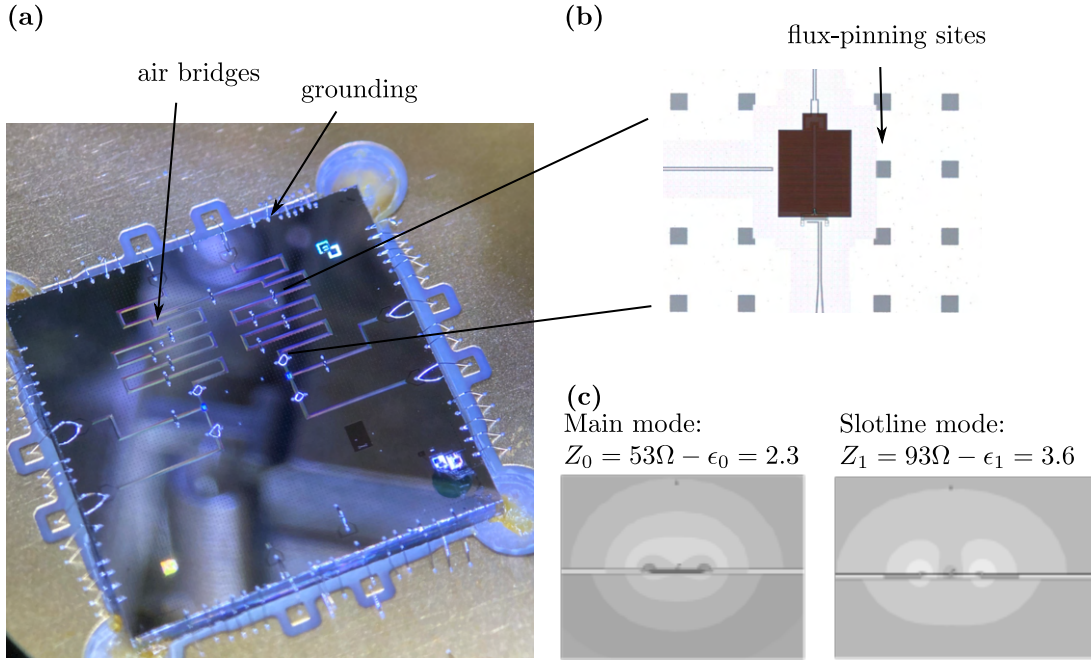 (a)
air bridges
grounding
(b)
flux-pinning sites
(c)
Main mode:
Z₀ = 53Ω − ϵ₀ = 2.3
Slotline mode:
Z₁ = 93Ω − ϵ₁ = 3.6